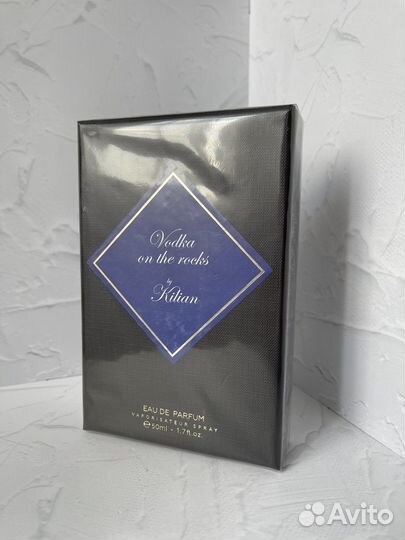 Vodka
on the rocks
by
Kilian
EAU DE PARFUM
VAPORISATEUR SPRAY
℮50ml - 1.7fl.oz.
Avito